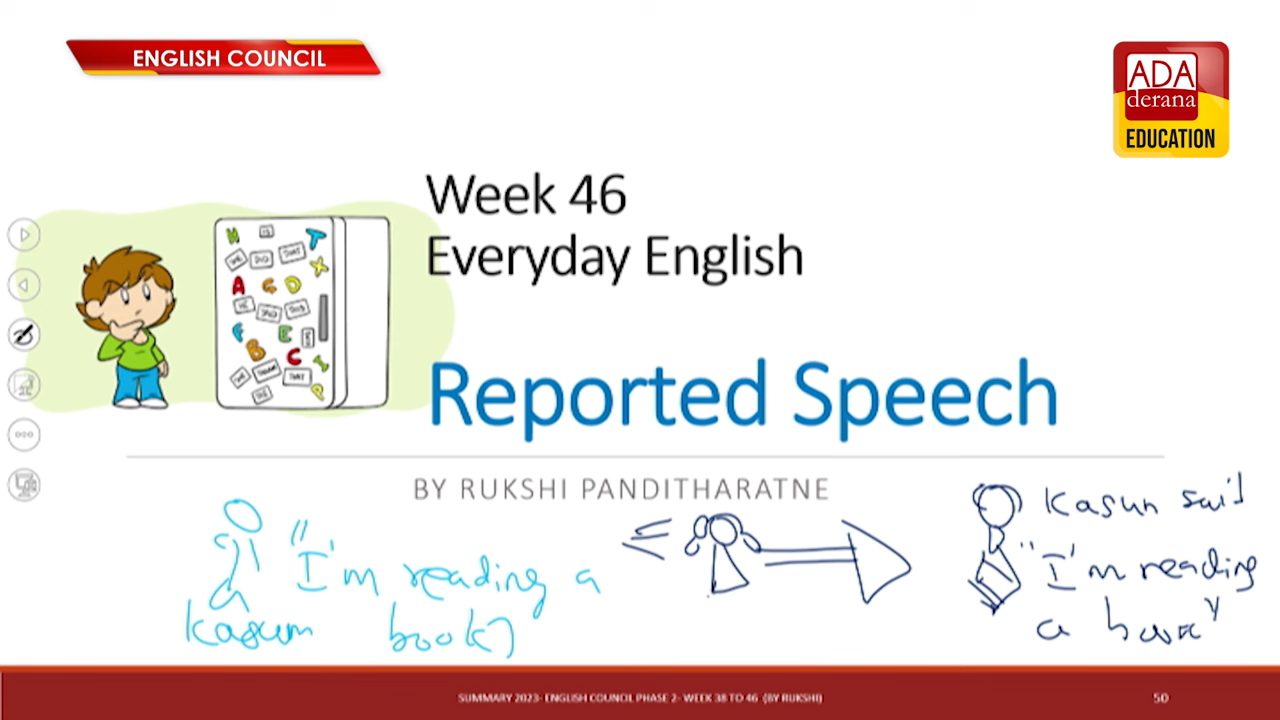 ENGLISH COUNCIL
ADA
derana
EDUCATION
Week 46
Everyday English
Reported Speech
BY RUKSHI PANDITHARATNE
"I'm reading a
book"
kasum
kasun said
"I'm reading
a book"
SUMMARY 2023- ENGLISH COUNCIL PHASE 2- WEEK 38 TO 46 (BY RUKSHI)
50